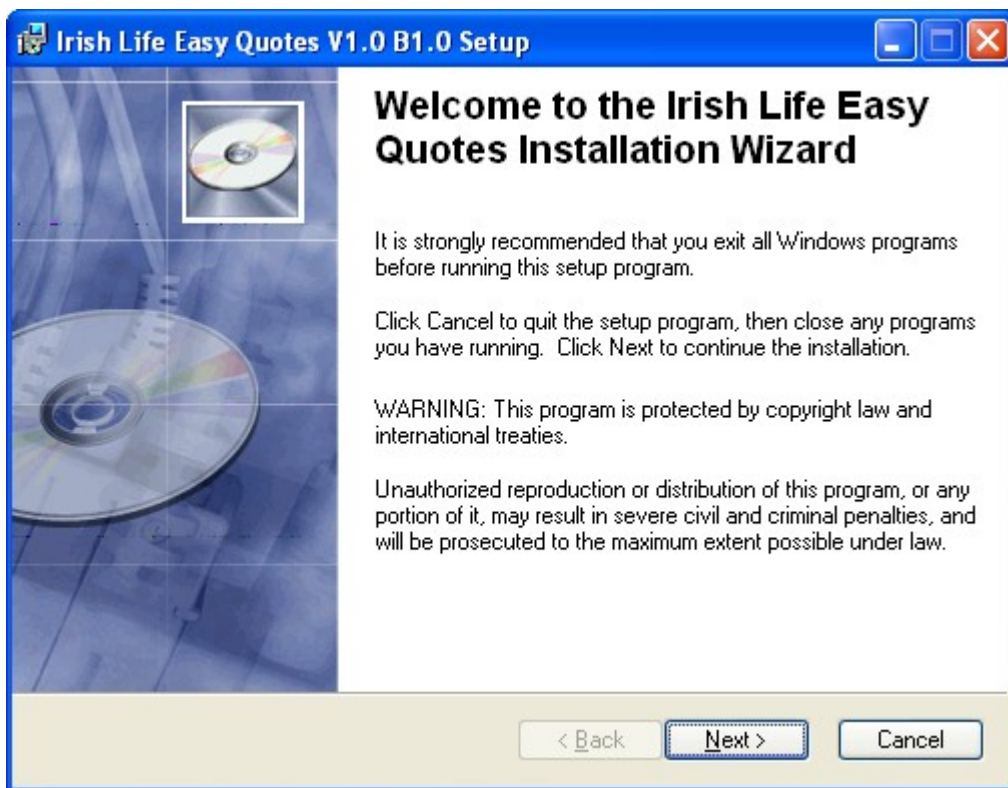 Irish Life Easy Quotes V1.0 B1.0 Setup
Welcome to the Irish Life Easy
Quotes Installation Wizard
It is strongly recommended that you exit all Windows programs
before running this setup program.
Click Cancel to quit the setup program, then close any programs
you have running.  Click Next to continue the installation.
WARNING: This program is protected by copyright law and
international treaties.
Unauthorized reproduction or distribution of this program, or any
portion of it, may result in severe civil and criminal penalties, and
will be prosecuted to the maximum extent possible under law.
< Back
Next >
Cancel